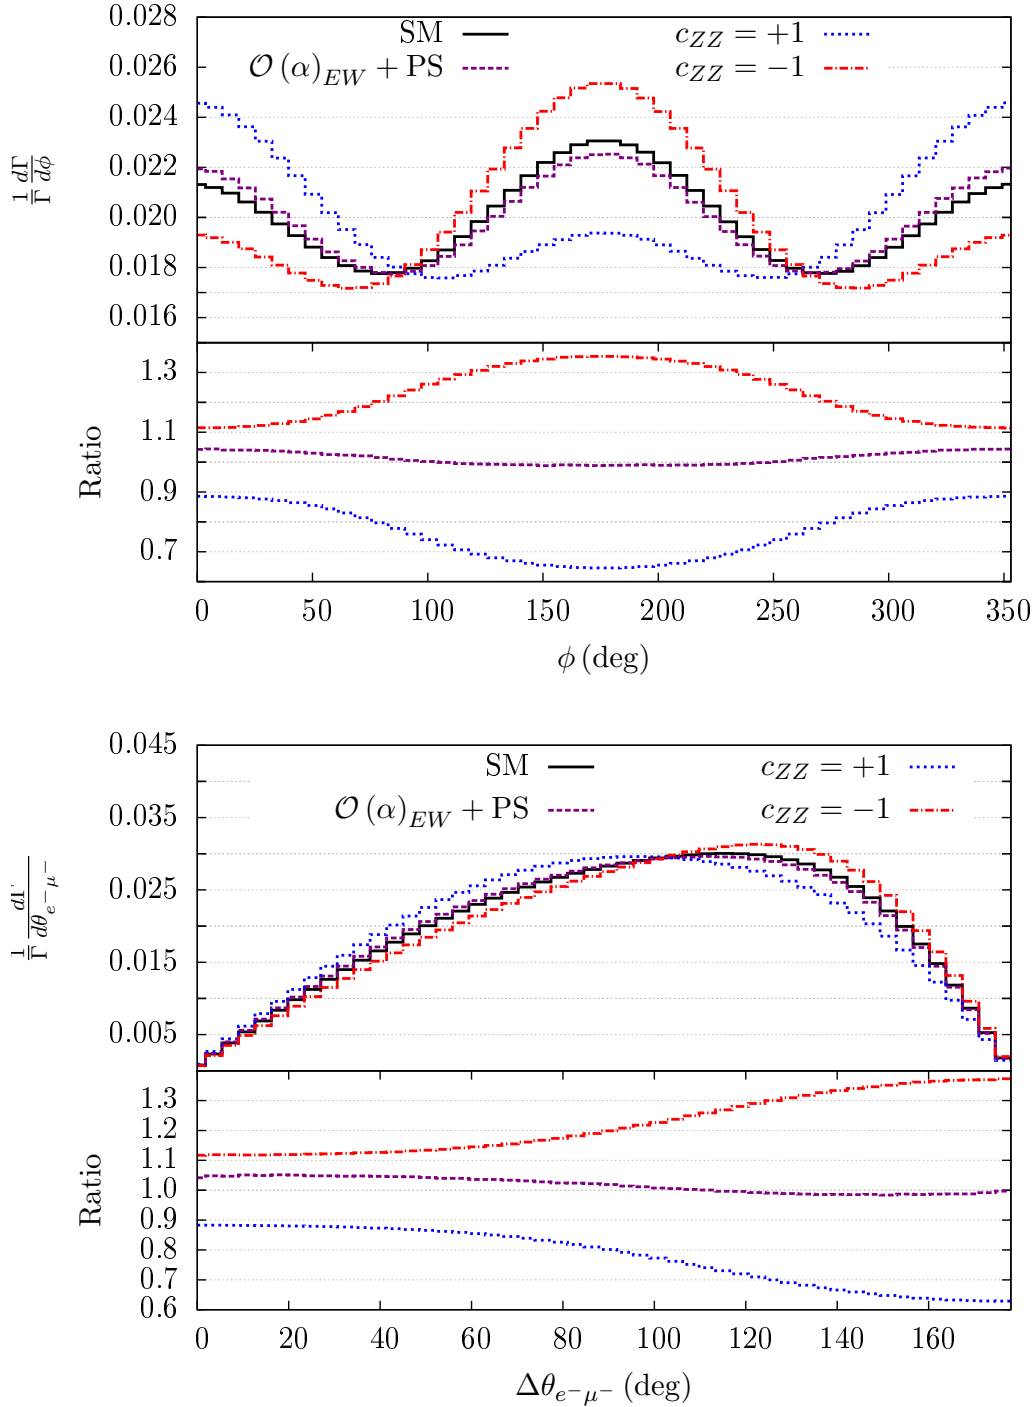 0.028
SM
c_{ZZ} = +1
0.026
O(α)_{EW} + PS
c_{ZZ} = −1
0.024
0.022
0.020
0.018
0.016
1/Γ dΓ/dϕ
1.3
1.1
0.9
0.7
Ratio
0 50 100 150 200 250 300 350
ϕ (deg)
0.045
SM
c_{ZZ} = +1
0.035
O(α)_{EW} + PS
c_{ZZ} = −1
0.025
0.015
0.005
1/Γ dΓ/dθ_{e⁻μ⁻}
1.3
1.2
1.1
1.0
0.9
0.8
0.7
0.6
Ratio
0 20 40 60 80 100 120 140 160
Δθ_{e⁻μ⁻} (deg)